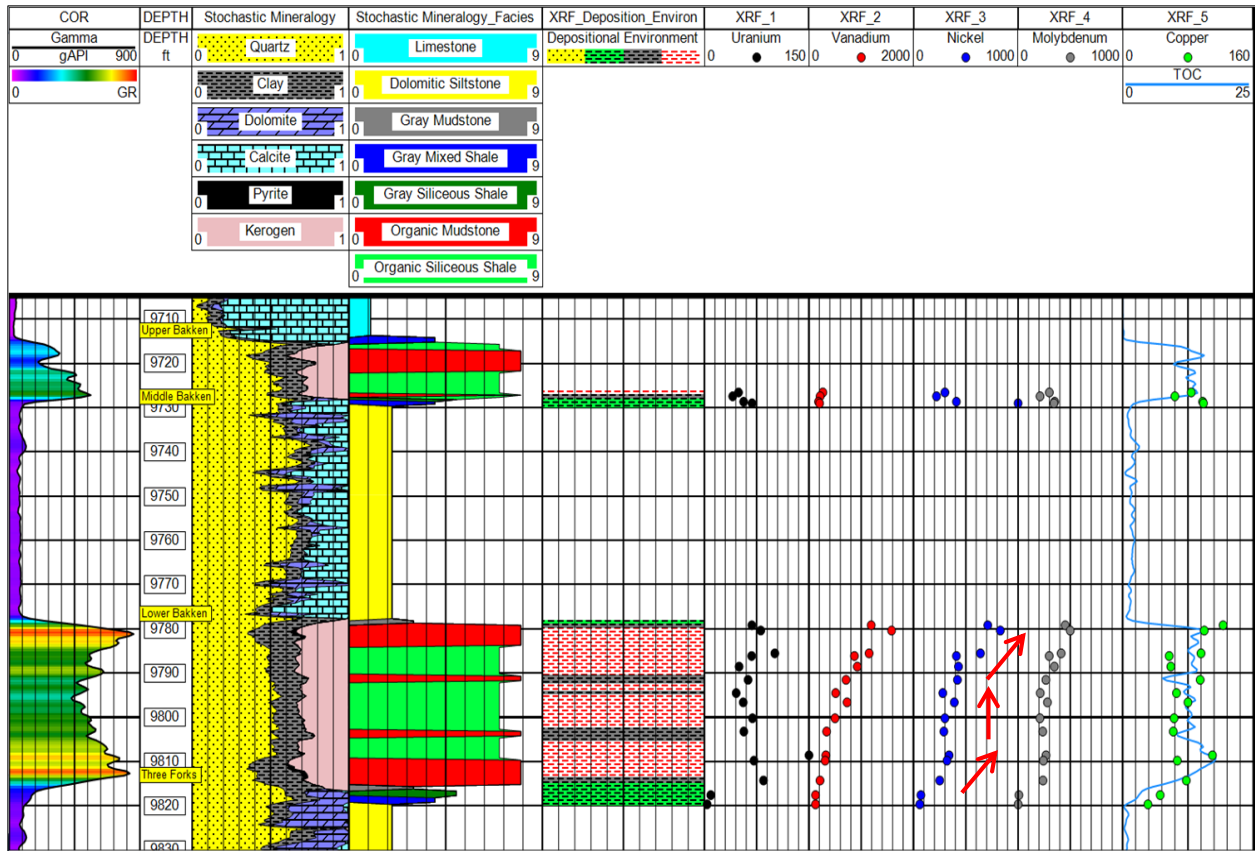 COR DEPTH Stochastic Mineralogy Stochastic Mineralogy_Facies XRF_Deposition_Environ XRF_1 XRF_2 XRF_3 XRF_4 XRF_5
Gamma DEPTH Quartz Limestone Depositional Environment Uranium Vanadium Nickel Molybdenum Copper
0 gAPI 900 ft 0 1 0 9 0 150 0 2000 0 1000 0 1000 0 160
GR Clay Dolomitic Siltstone TOC
0 1 0 9 0 25
Dolomite Gray Mudstone
0 1 0 9
Calcite Gray Mixed Shale
0 1 0 9
Pyrite Gray Siliceous Shale
0 1 0 9
Kerogen Organic Mudstone
0 1 0 9
Organic Siliceous Shale
0 9
9710
Upper Bakken
9720
Middle Bakken
9730
9740
9750
9760
9770
Lower Bakken
9780
9790
9800
9810
Three Forks
9820
9830